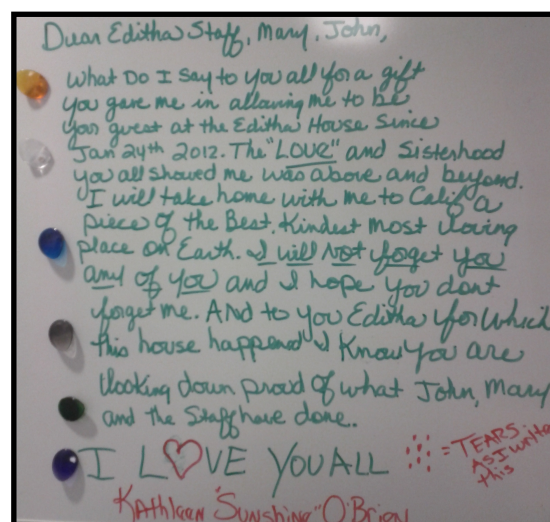 Dear Editha Staff, Mary, John,
What Do I Say to You all for a gift
you gave me in allowing me to be
your guest at the Editha House Since
Jan 24th 2012. The "LOVE" and Sisterhood
you all showed me was above and beyond.
I will take home with me to Calif a
piece of the Best, Kindest most loving
place on Earth. I will Not forget you
any of you and I hope you dont
forget me. And to you Editha for which
this house happened I Know you are
looking down proud of what John, Mary
and the Staff have done.
I L❤VE YOU ALL
= TEARS
AS I write
this
Kathleen "Sunshine" O'Brien